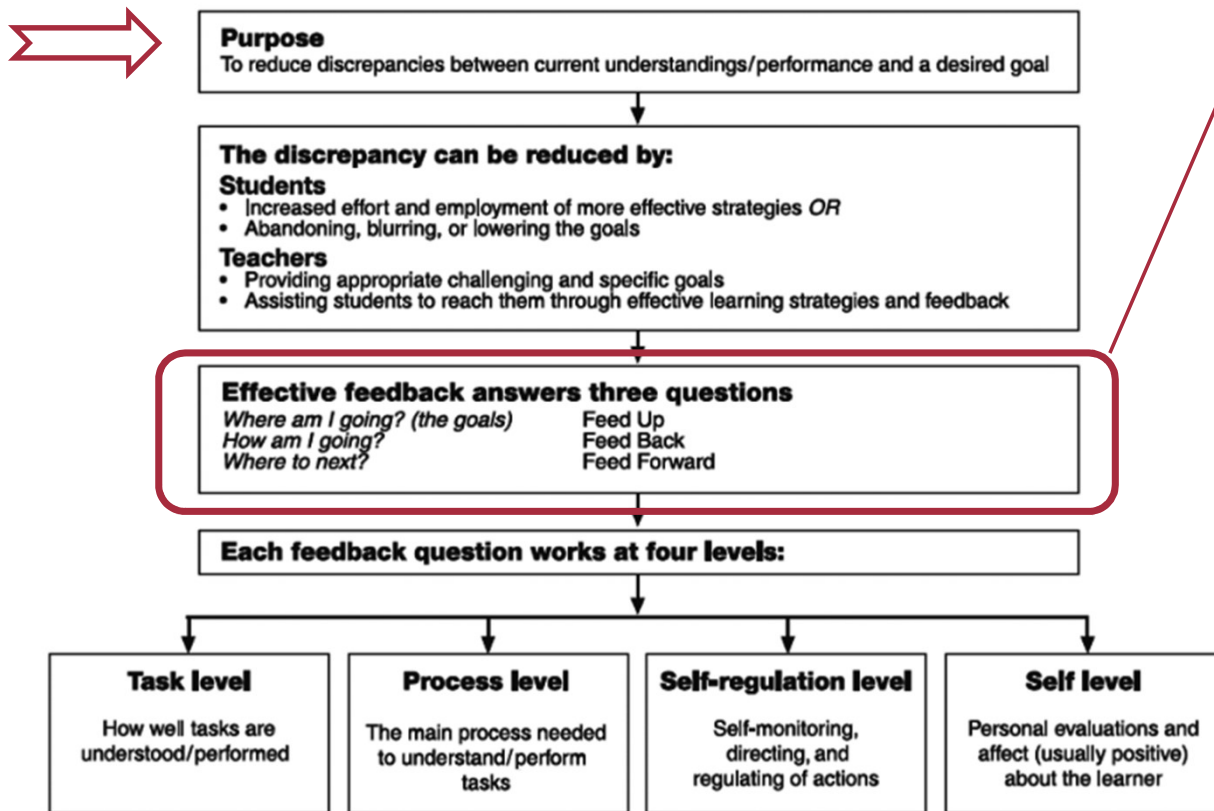 Purpose
To reduce discrepancies between current understandings/performance and a desired goal
The discrepancy can be reduced by:
Students
• Increased effort and employment of more effective strategies OR
• Abandoning, blurring, or lowering the goals
Teachers
• Providing appropriate challenging and specific goals
• Assisting students to reach them through effective learning strategies and feedback
Effective feedback answers three questions
Where am I going? (the goals) Feed Up
How am I going? Feed Back
Where to next? Feed Forward
Each feedback question works at four levels:
Task level
How well tasks are
understood/performed
Process level
The main process needed
to understand/perform
tasks
Self-regulation level
Self-monitoring,
directing, and
regulating of actions
Self level
Personal evaluations and
affect (usually positive)
about the learner